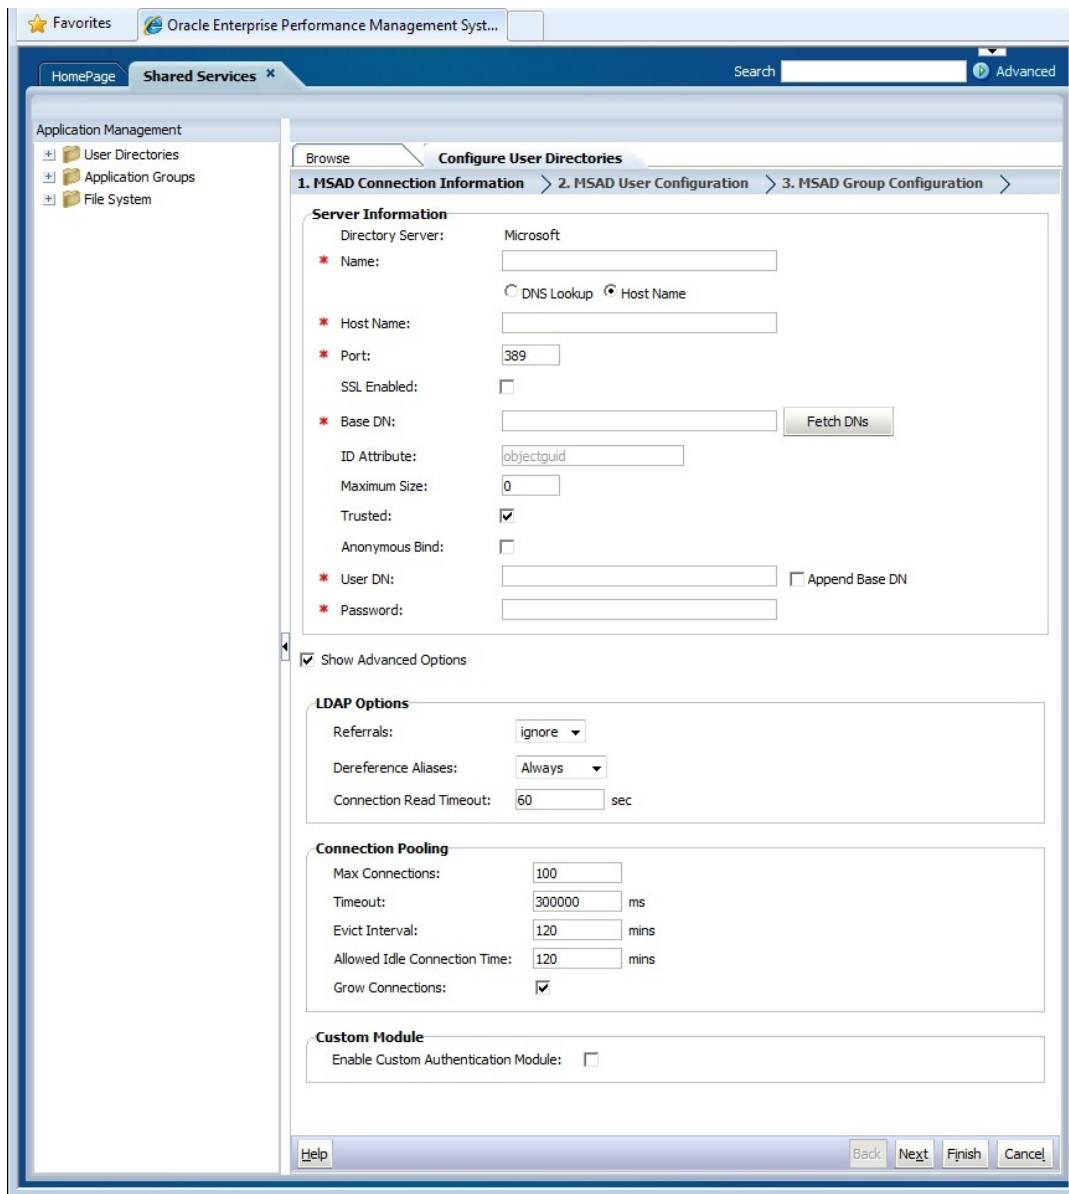 Favorites
Oracle Enterprise Performance Management Syst...
HomePage
Shared Services ×
Search
Advanced
Application Management
User Directories
Application Groups
File System
Browse
Configure User Directories
1. MSAD Connection Information
2. MSAD User Configuration
3. MSAD Group Configuration
Server Information
Directory Server: Microsoft
* Name:
DNS Lookup Host Name
* Host Name:
* Port: 389
SSL Enabled:
* Base DN: Fetch DNs
ID Attribute: objectguid
Maximum Size: 0
Trusted:
Anonymous Bind:
* User DN: Append Base DN
* Password:
Show Advanced Options
LDAP Options
Referrals: ignore
Dereference Aliases: Always
Connection Read Timeout: 60 sec
Connection Pooling
Max Connections: 100
Timeout: 300000 ms
Evict Interval: 120 mins
Allowed Idle Connection Time: 120 mins
Grow Connections:
Custom Module
Enable Custom Authentication Module:
Help
Back Next Finish Cancel